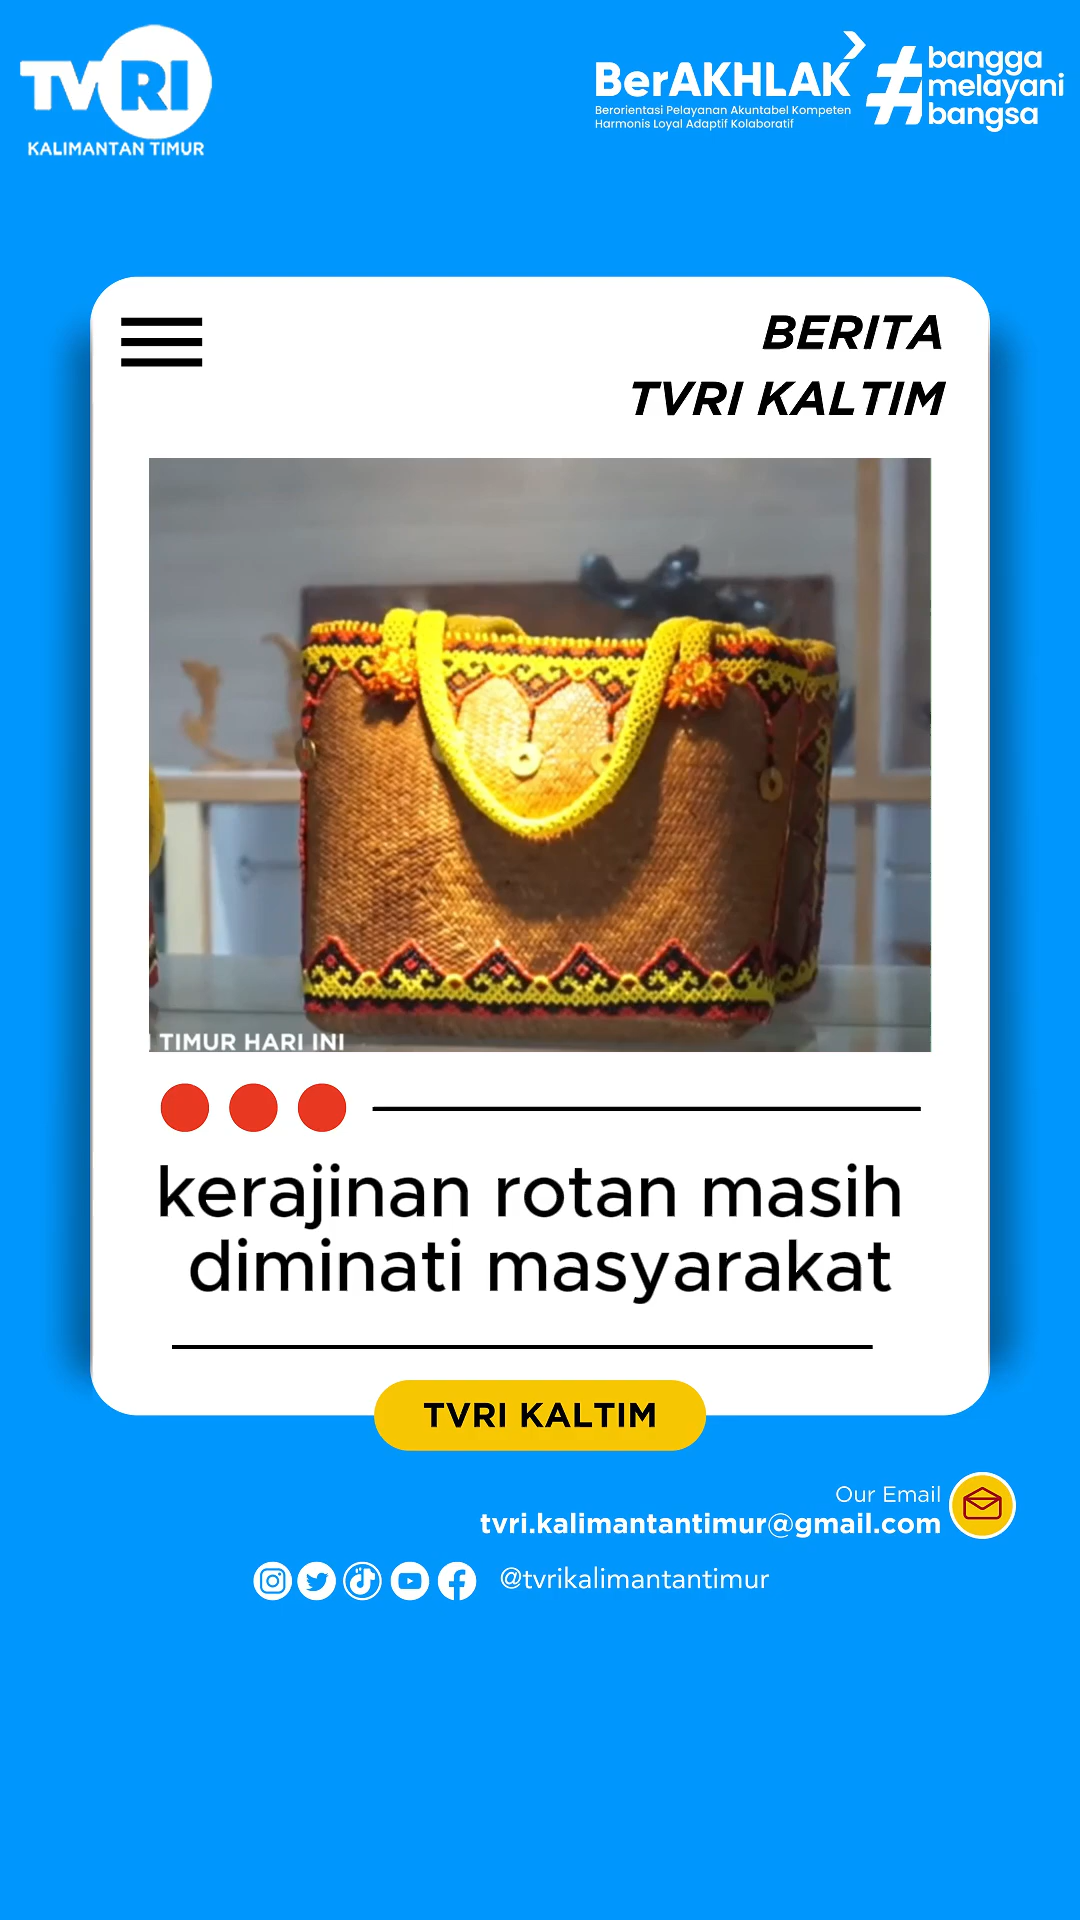 TVRI
KALIMANTAN TIMUR
BerAKHLAK
Berorientasi Pelayanan Akuntabel Kompeten
Harmonis Loyal Adaptif Kolaboratif
#bangga
melayani
bangsa
BERITA
TVRI KALTIM
TIMUR HARI INI
kerajinan rotan masih
diminati masyarakat
TVRI KALTIM
Our Email
tvri.kalimantantimur@gmail.com
@tvrikalimantantimur